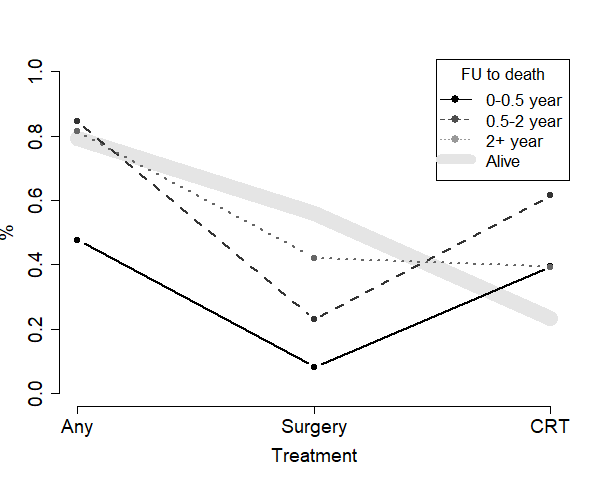 FU to death
0-0.5 year
0.5-2 year
2+ year
Alive
1.0
0.8
0.6
0.4
0.2
0.0
%
Any Surgery CRT
Treatment